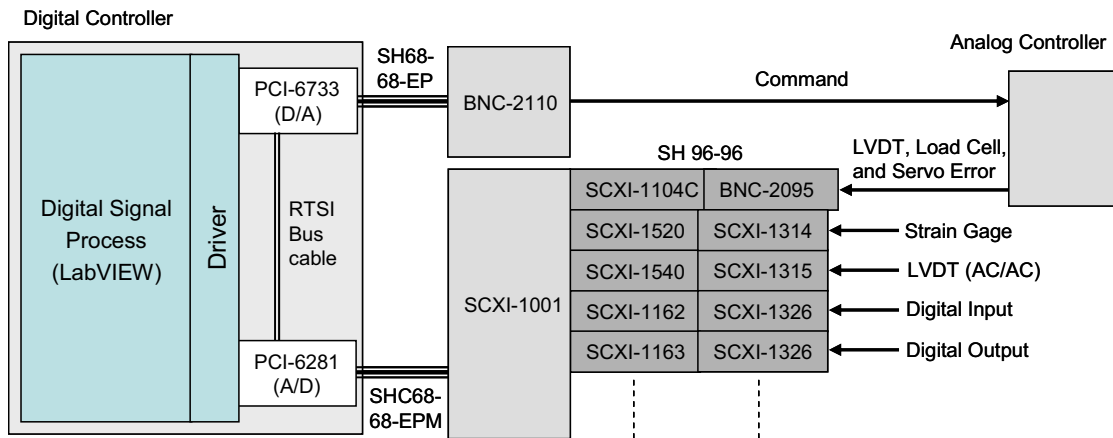 Digital Controller
Digital Signal
Process
(LabVIEW)
Driver
PCI-6733
(D/A)
RTSI
Bus
cable
PCI-6281
(A/D)
SH68-
68-EP
SHC68-
68-EPM
BNC-2110
Command
Analog Controller
SH 96-96
LVDT, Load Cell,
and Servo Error
SCXI-1001
SCXI-1104C
BNC-2095
SCXI-1520
SCXI-1314
Strain Gage
SCXI-1540
SCXI-1315
LVDT (AC/AC)
SCXI-1162
SCXI-1326
Digital Input
SCXI-1163
SCXI-1326
Digital Output